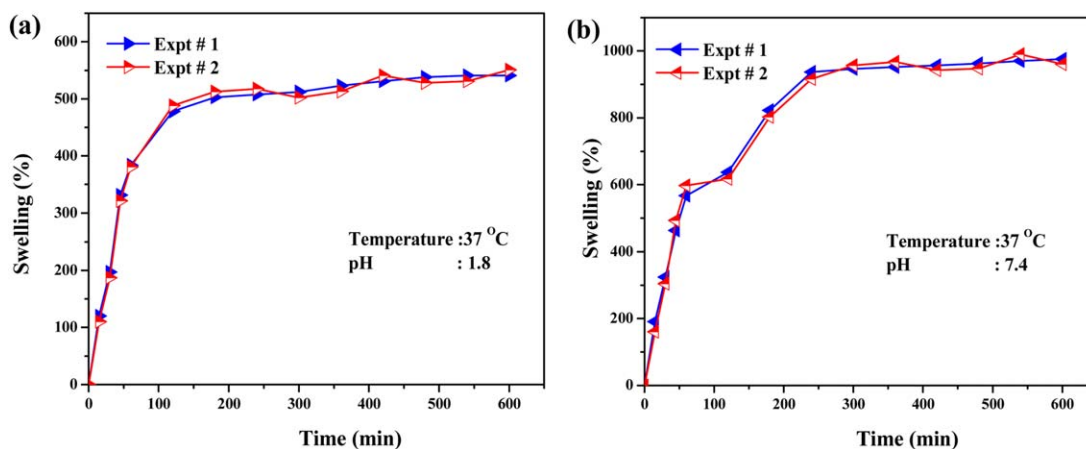 (a)
Expt # 1
Expt # 2
Temperature :37 °C
pH : 1.8
Swelling (%)
0
100
200
300
400
500
600
0 100 200 300 400 500 600
Time (min)
(b)
Expt # 1
Expt # 2
Temperature :37 °C
pH : 7.4
Swelling (%)
0
200
400
600
800
1000
0 100 200 300 400 500 600
Time (min)